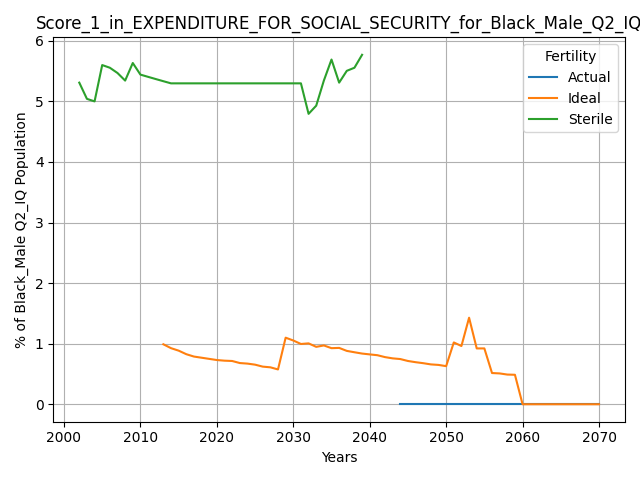 Score_1_in_EXPENDITURE_FOR_SOCIAL_SECURITY_for_Black_Male_Q2_IQ
Fertility
Actual
Ideal
Sterile
% of Black_Male Q2_IQ Population
6
5
4
3
2
1
0
2000 2010 2020 2030 2040 2050 2060 2070
Years